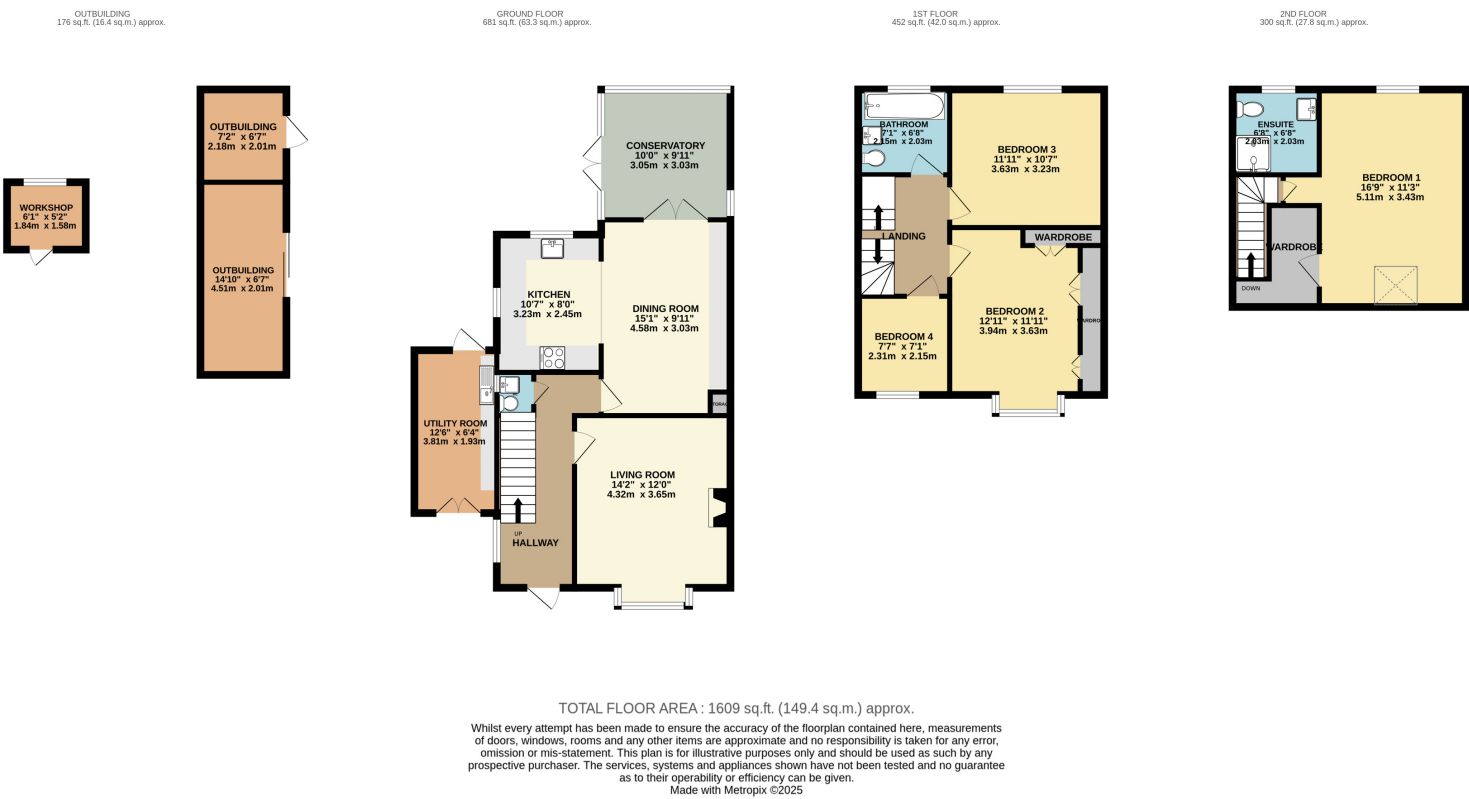 OUTBUILDING
176 sq.ft. (16.4 sq.m.) approx.
GROUND FLOOR
681 sq.ft. (63.3 sq.m.) approx.
1ST FLOOR
452 sq.ft. (42.0 sq.m.) approx.
2ND FLOOR
300 sq.ft. (27.8 sq.m.) approx.
WORKSHOP
6'1" x 5'2"
1.84m x 1.58m
OUTBUILDING
7'2" x 6'7"
2.18m x 2.01m
OUTBUILDING
14'10" x 6'7"
4.51m x 2.01m
CONSERVATORY
10'0" x 9'11"
3.05m x 3.03m
KITCHEN
10'7" x 8'0"
3.23m x 2.45m
DINING ROOM
15'1" x 9'11"
4.58m x 3.03m
UTILITY ROOM
12'6" x 6'4"
3.81m x 1.93m
LIVING ROOM
14'2" x 12'0"
4.32m x 3.65m
UP
HALLWAY
BATHROOM
7'1" x 6'8"
2.15m x 2.03m
BEDROOM 3
11'11" x 10'7"
3.63m x 3.23m
LANDING
WARDROBE
BEDROOM 2
12'11" x 11'11"
3.94m x 3.63m
BEDROOM 4
7'7" x 7'1"
2.31m x 2.15m
ENSUITE
6'8" x 6'8"
2.03m x 2.03m
BEDROOM 1
16'9" x 11'3"
5.11m x 3.43m
WARDROBE
DOWN
TOTAL FLOOR AREA : 1609 sq.ft. (149.4 sq.m.) approx.
Whilst every attempt has been made to ensure the accuracy of the floorplan contained here, measurements
of doors, windows, rooms and any other items are approximate and no responsibility is taken for any error,
omission or mis-statement. This plan is for illustrative purposes only and should be used as such by any
prospective purchaser. The services, systems and appliances shown have not been tested and no guarantee
as to their operability or efficiency can be given.
Made with Metropix ©2025